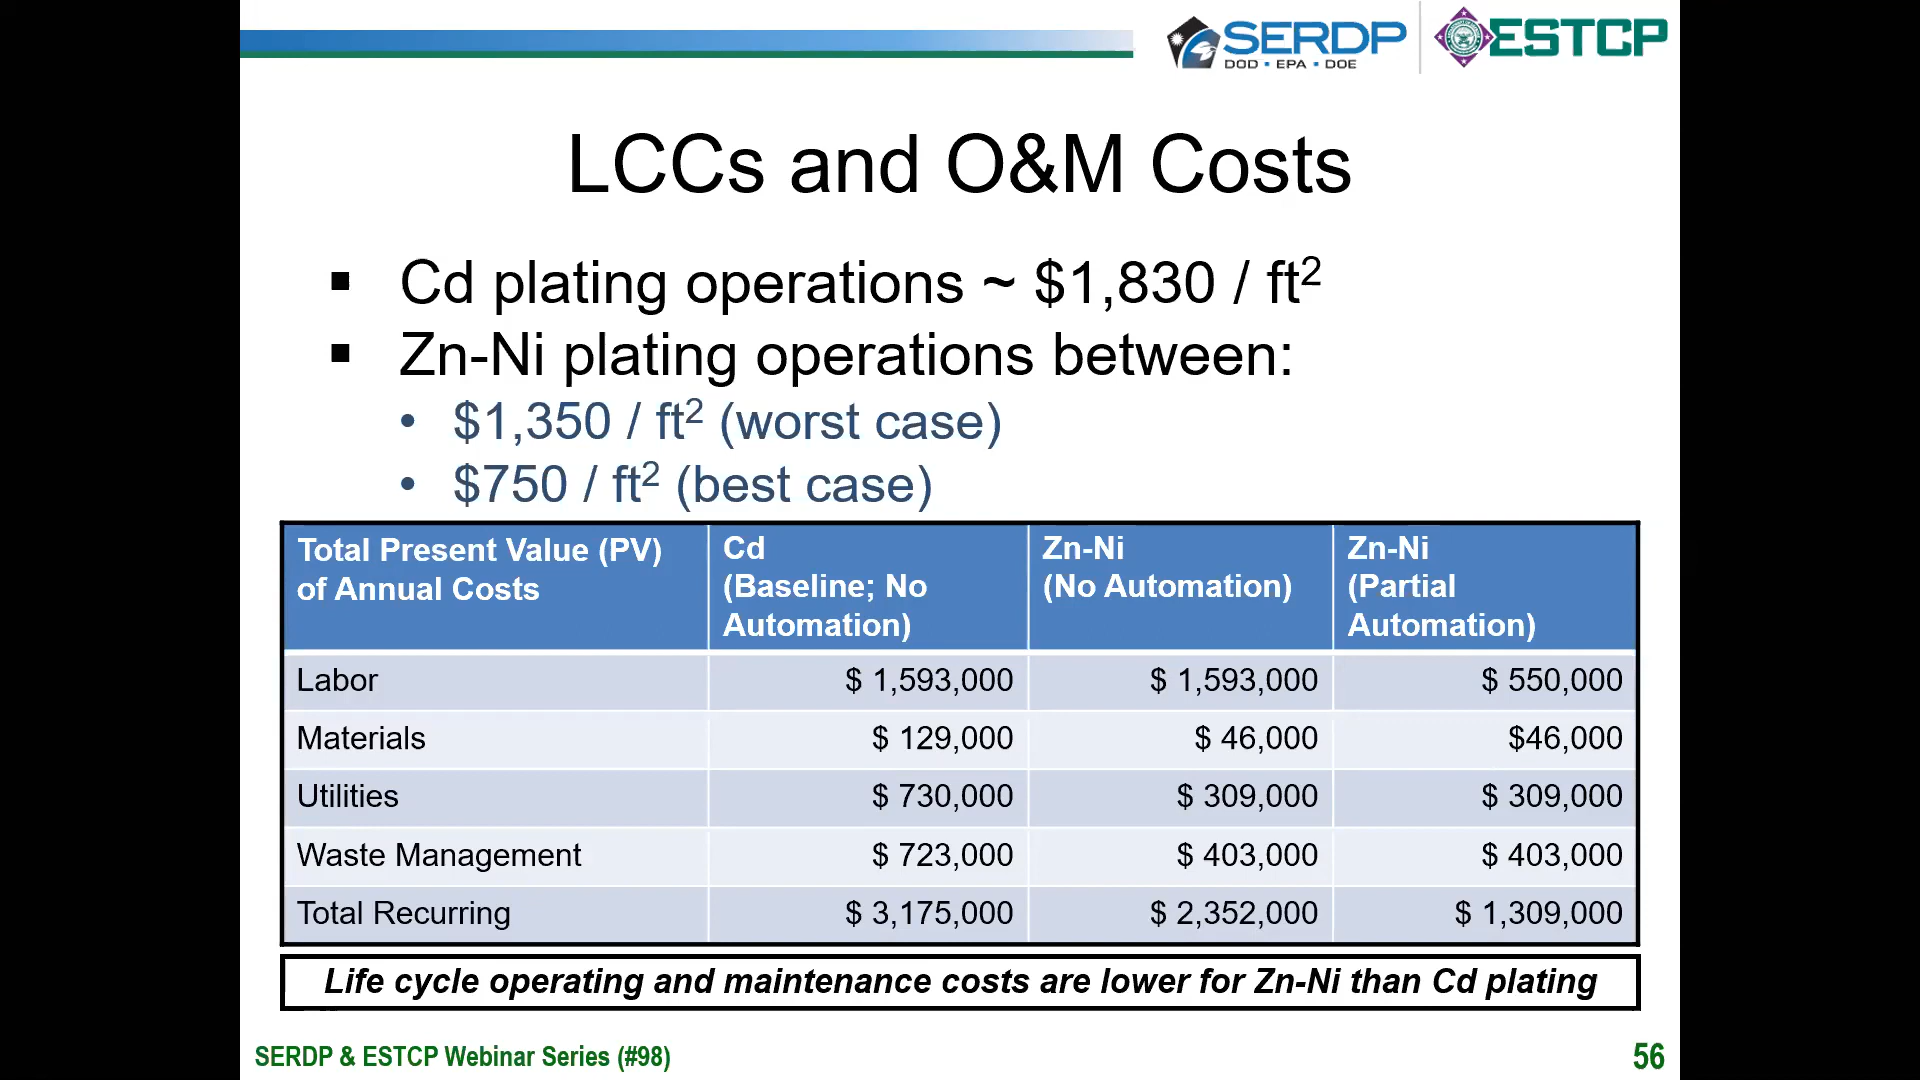 SERDP
DOD • EPA • DOE
ESTCP
LCCs and O&M Costs
▪ Cd plating operations ~ $1,830 / ft²
▪ Zn-Ni plating operations between:
• $1,350 / ft² (worst case)
• $750 / ft² (best case)
Total Present Value (PV) of Annual Costs | Cd (Baseline; No Automation) | Zn-Ni (No Automation) | Zn-Ni (Partial Automation)
Labor | $ 1,593,000 | $ 1,593,000 | $ 550,000
Materials | $ 129,000 | $ 46,000 | $46,000
Utilities | $ 730,000 | $ 309,000 | $ 309,000
Waste Management | $ 723,000 | $ 403,000 | $ 403,000
Total Recurring | $ 3,175,000 | $ 2,352,000 | $ 1,309,000
Life cycle operating and maintenance costs are lower for Zn-Ni than Cd plating
SERDP & ESTCP Webinar Series (#98)
56